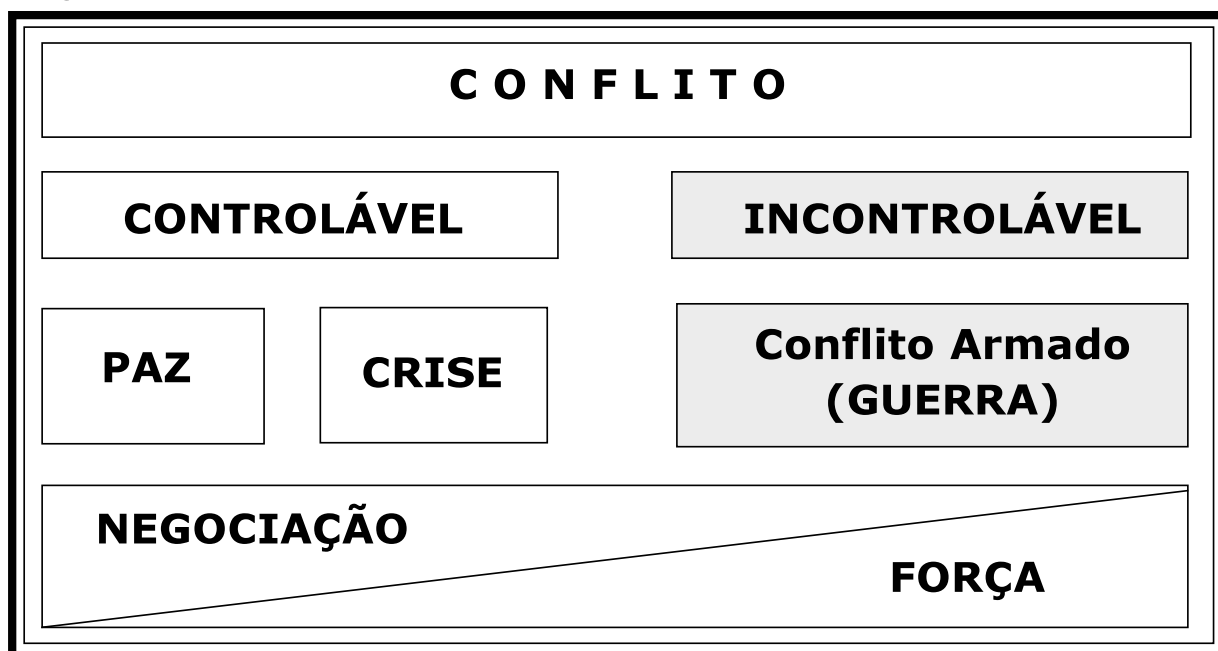 C O N F L I T O
CONTROLÁVEL
INCONTROLÁVEL
PAZ
CRISE
Conflito Armado
(GUERRA)
NEGOCIAÇÃO
FORÇA